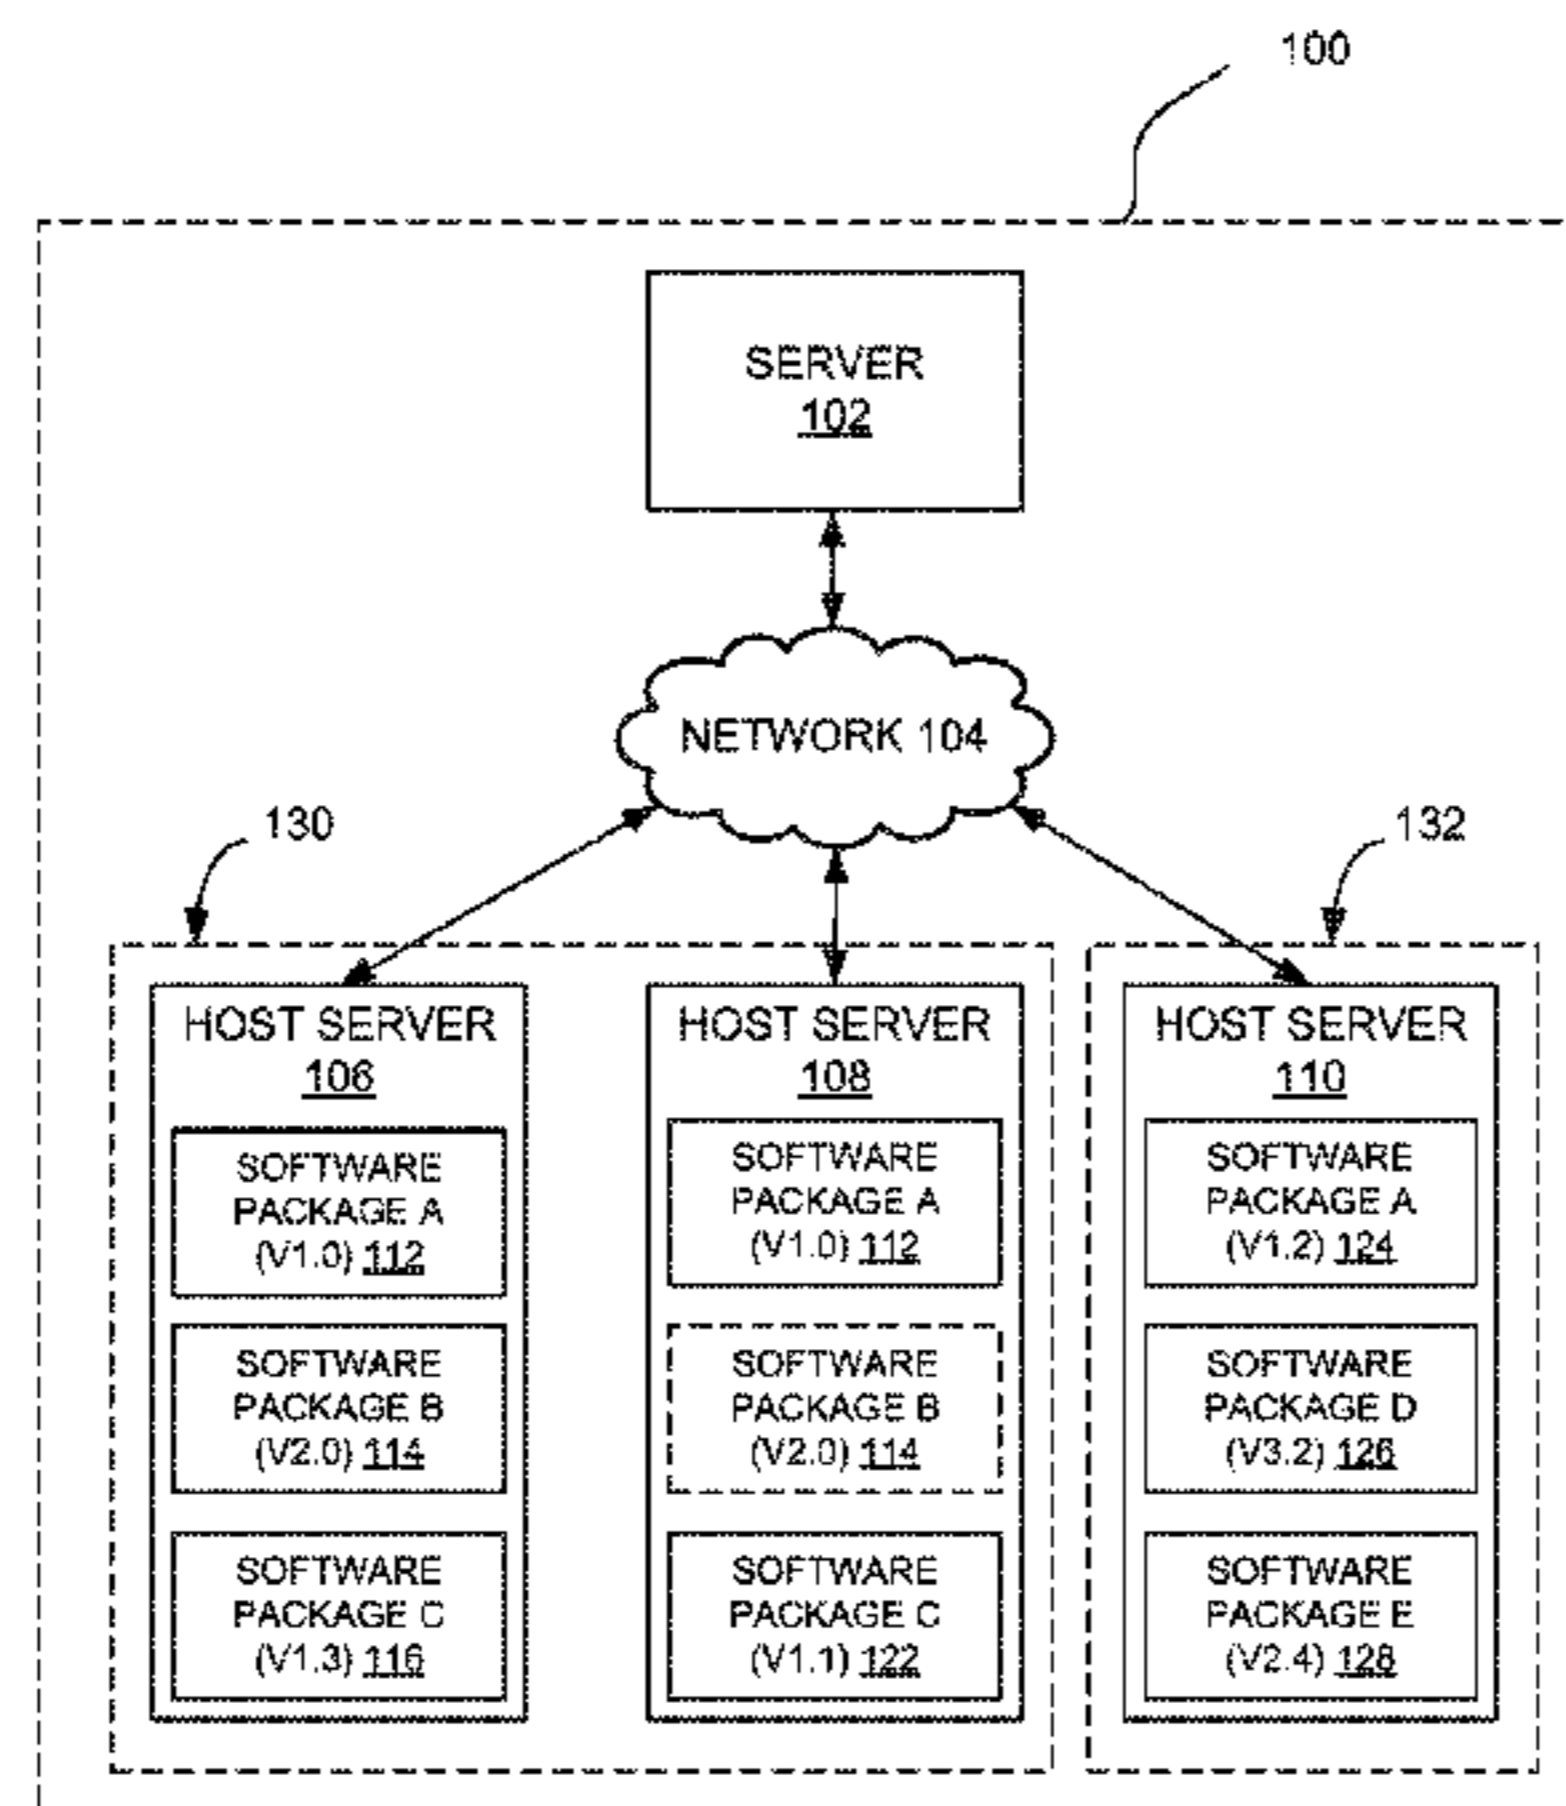 100
SERVER
102
NETWORK 104
130
132
HOST SERVER
106
SOFTWARE
PACKAGE A
(V1.0) 112
SOFTWARE
PACKAGE B
(V2.0) 114
SOFTWARE
PACKAGE C
(V1.3) 116
HOST SERVER
108
SOFTWARE
PACKAGE A
(V1.0) 112
SOFTWARE
PACKAGE B
(V2.0) 114
SOFTWARE
PACKAGE C
(V1.1) 122
HOST SERVER
110
SOFTWARE
PACKAGE A
(V1.2) 124
SOFTWARE
PACKAGE D
(V3.2) 126
SOFTWARE
PACKAGE E
(V2.4) 128